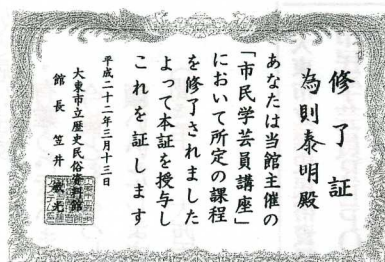 修了証
為則泰明殿
あなたは当館主催の
「市民学芸員講座」
において所定の課程
を修了されました
よって本証を授与し
これを証します
平成二十二年三月十三日
大東市立歴史民俗資料館
館長 笠井